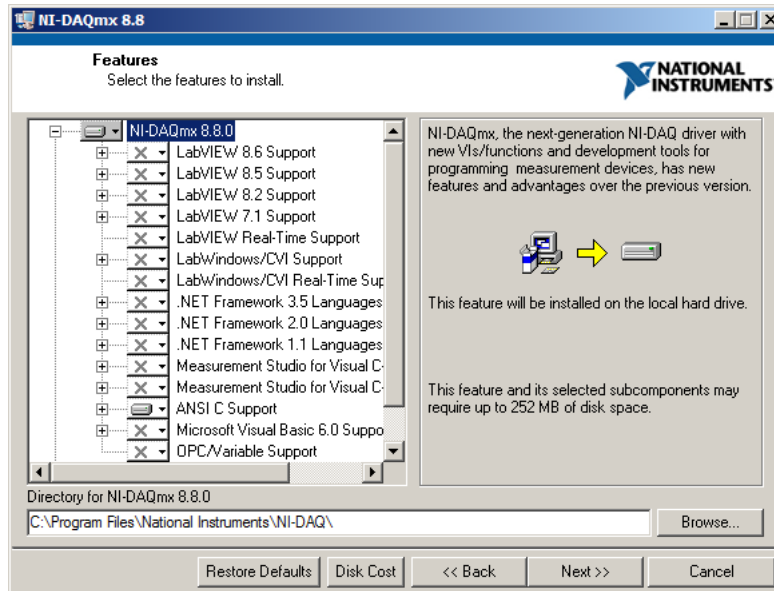 NI-DAQmx 8.8
Features
Select the features to install.
NATIONAL
INSTRUMENTS
NI-DAQmx 8.8.0
LabVIEW 8.6 Support
LabVIEW 8.5 Support
LabVIEW 8.2 Support
LabVIEW 7.1 Support
LabVIEW Real-Time Support
LabWindows/CVI Support
LabWindows/CVI Real-Time Sup
.NET Framework 3.5 Languages
.NET Framework 2.0 Languages
.NET Framework 1.1 Languages
Measurement Studio for Visual C
Measurement Studio for Visual C
ANSI C Support
Microsoft Visual Basic 6.0 Suppo
OPC/Variable Support
NI-DAQmx, the next-generation NI-DAQ driver with
new VIs/functions and development tools for
programming measurement devices, has new
features and advantages over the previous version.
This feature will be installed on the local hard drive.
This feature and its selected subcomponents may
require up to 252 MB of disk space.
Directory for NI-DAQmx 8.8.0
C:\Program Files\National Instruments\NI-DAQ\
Browse...
Restore Defaults
Disk Cost
<< Back
Next >>
Cancel